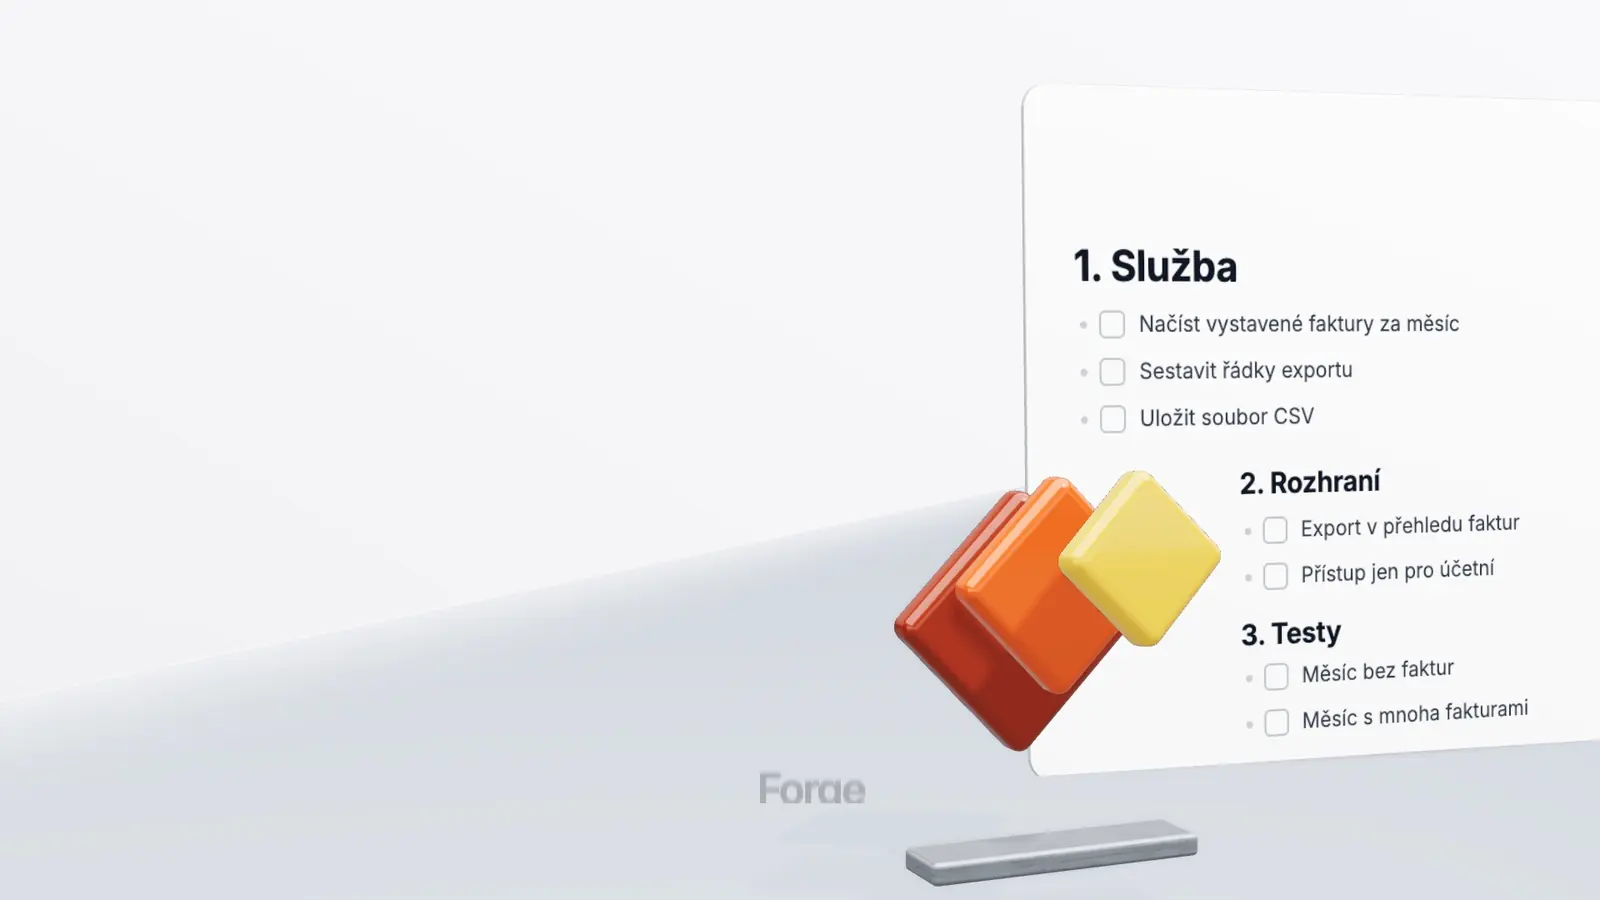 1. Služba
Načíst vystavené faktury za měsíc
Sestavit řádky exportu
Uložit soubor CSV
2. Rozhraní
Export v přehledu faktur
Přístup jen pro účetní
3. Testy
Měsíc bez faktur
Měsíc s mnoha fakturami
Forge